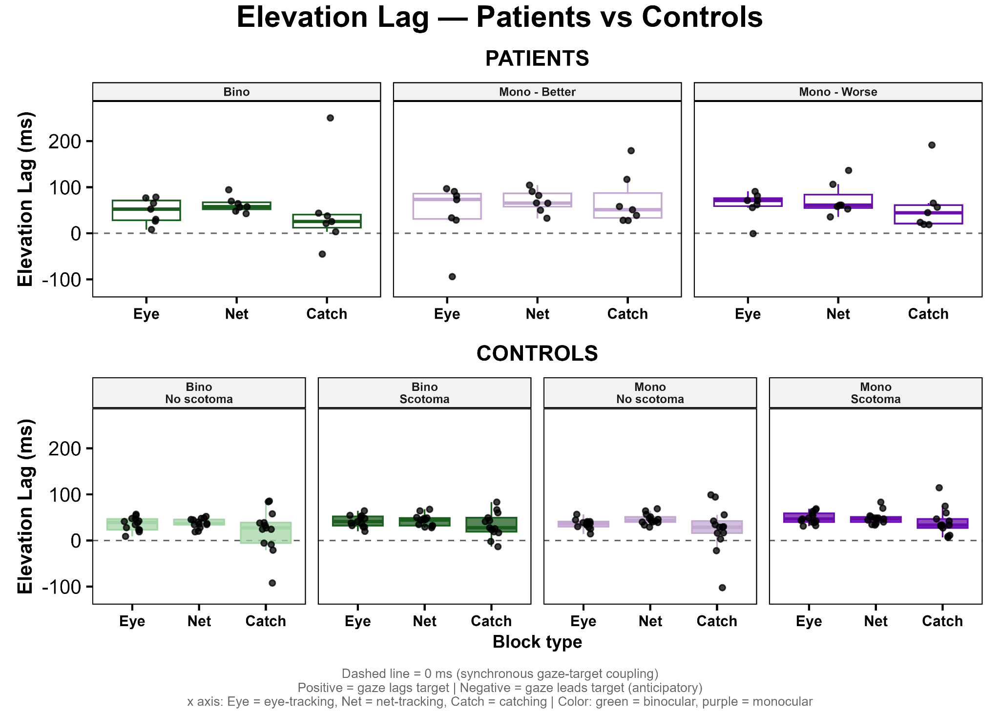 Elevation Lag — Patients vs Controls
PATIENTS
Bino
Mono - Better
Mono - Worse
Elevation Lag (ms)
200
100
0
-100
Eye
Net
Catch
Eye
Net
Catch
Eye
Net
Catch
CONTROLS
Bino
No scotoma
Bino
Scotoma
Mono
No scotoma
Mono
Scotoma
Elevation Lag (ms)
200
100
0
-100
Eye
Net
Catch
Eye
Net
Catch
Eye
Net
Catch
Eye
Net
Catch
Block type
Dashed line = 0 ms (synchronous gaze-target coupling)
Positive = gaze lags target | Negative = gaze leads target (anticipatory)
x axis: Eye = eye-tracking, Net = net-tracking, Catch = catching | Color: green = binocular, purple = monocular